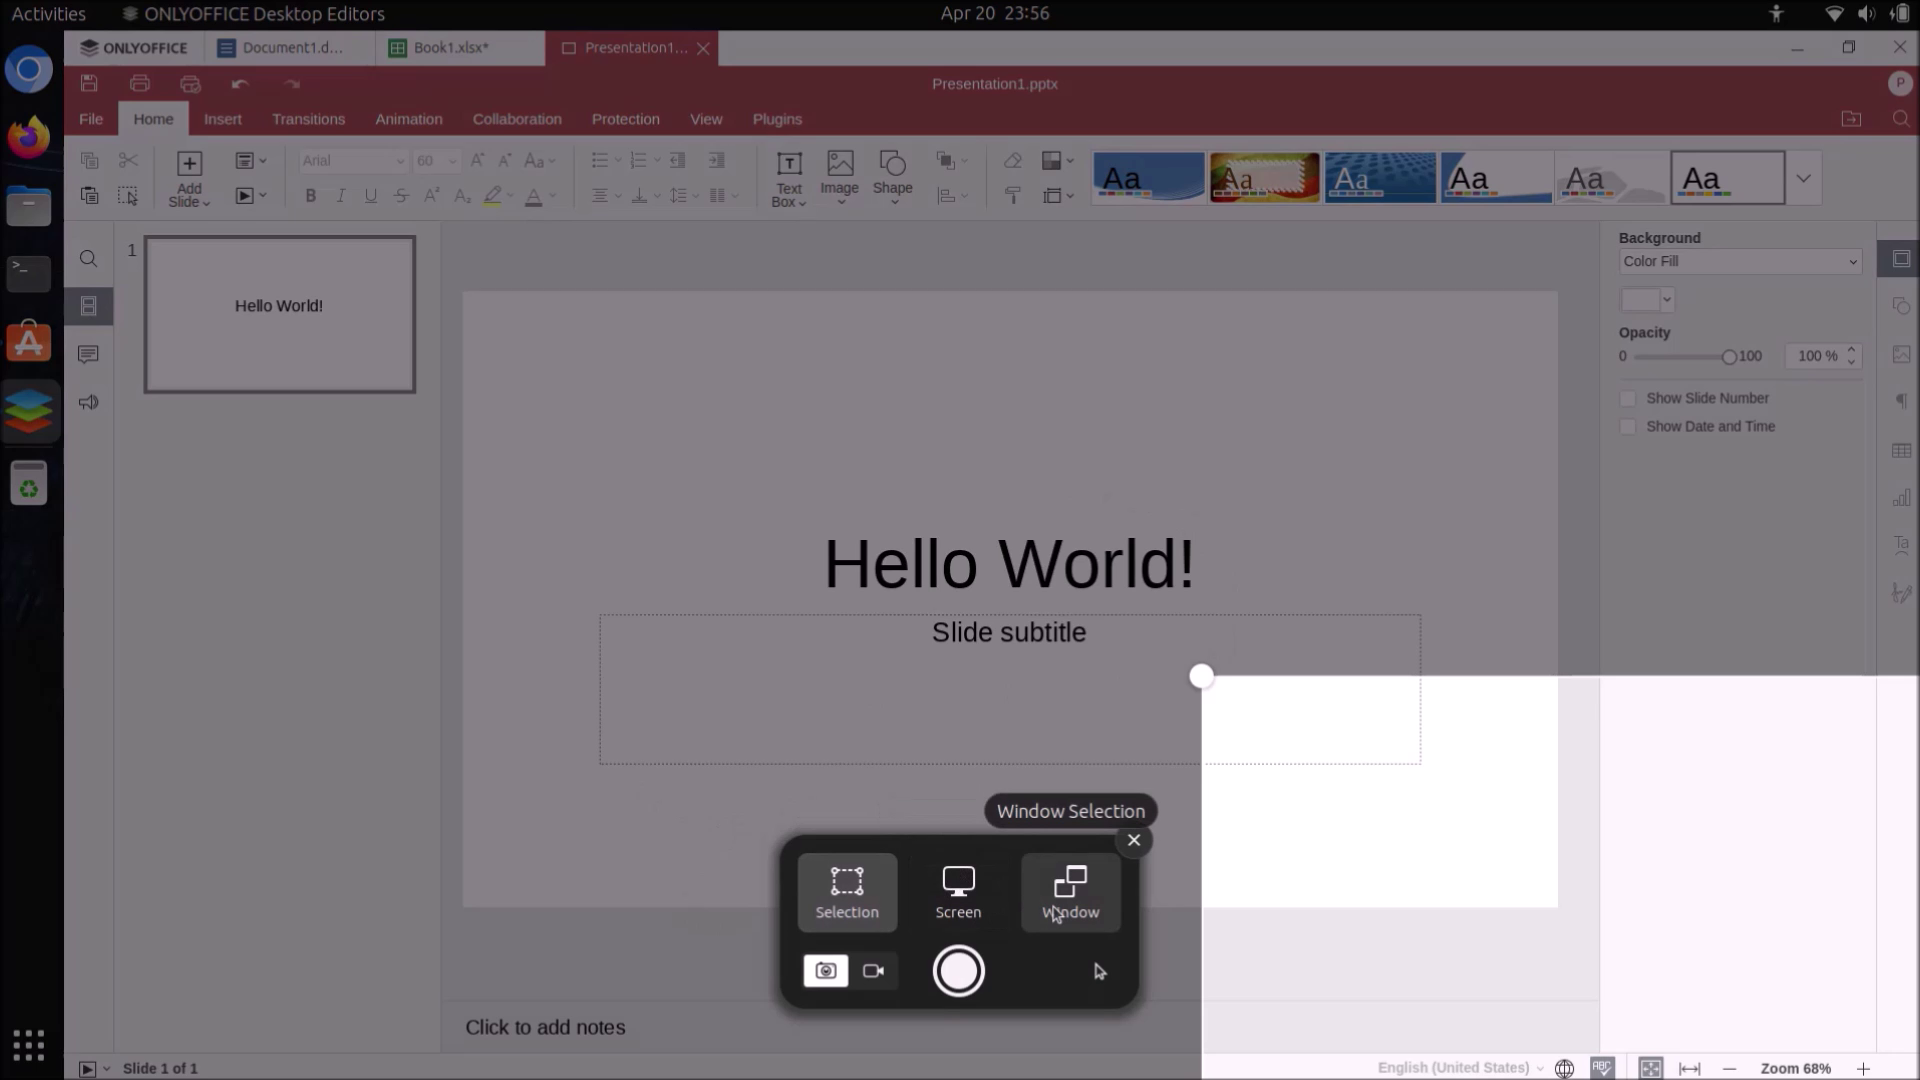 Activities
ONLYOFFICE Desktop Editors
Apr 20 23:56
ONLYOFFICE
Document1.d...
Book1.xlsx*
Presentation1...
Presentation1.pptx
P
File
Home
Insert
Transitions
Animation
Collaboration
Protection
View
Plugins
Arial
60
Aa
Add Slide
B I U S A² A₂ A
Text Box
Image
Shape
Aa
Aa
Aa
Aa
Aa
Aa
1
Hello World!
Background
Color Fill
Opacity
0
100
100 %
Show Slide Number
Show Date and Time
Hello World!
Slide subtitle
Window Selection
Selection
Screen
Window
Click to add notes
Slide 1 of 1
English (United States)
ABC
Zoom 68%